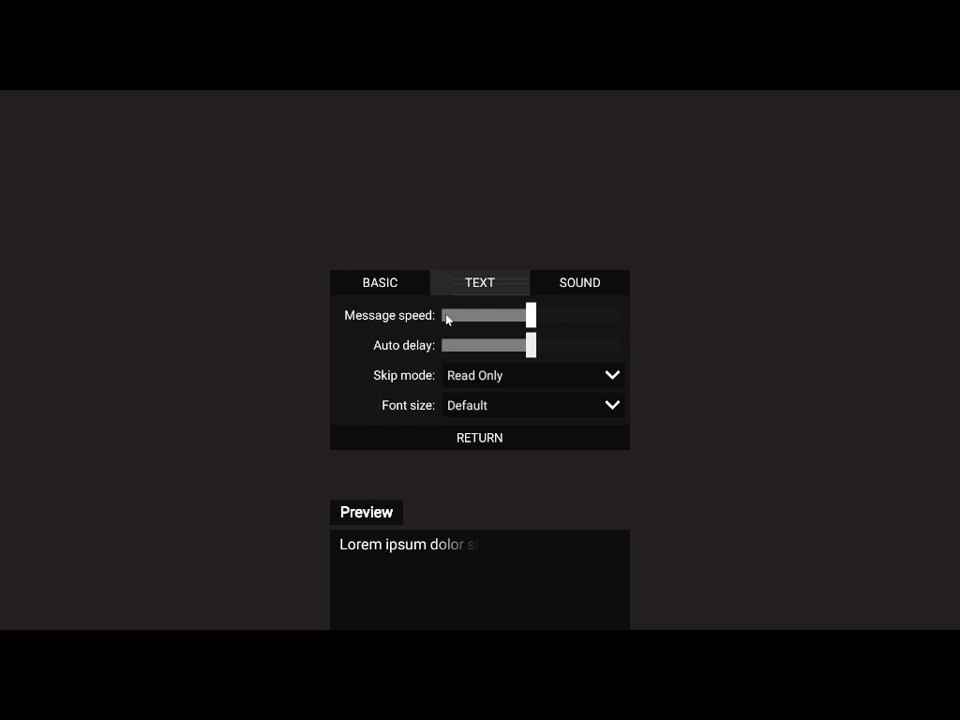 BASIC TEXT SOUND
Message speed:
Auto delay:
Skip mode: Read Only
Font size: Default
RETURN
Preview
Lorem ipsum dolor si